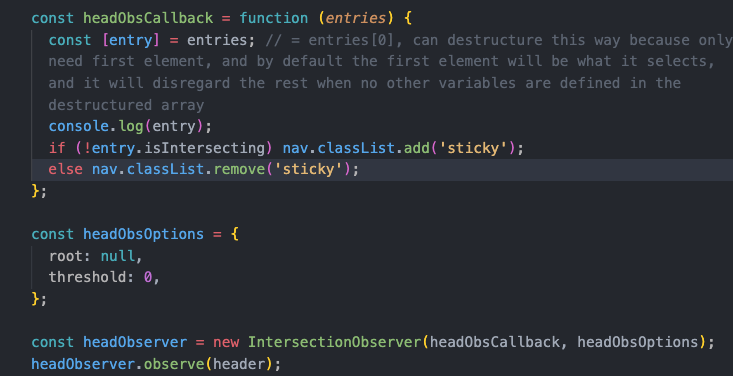 const headObsCallback = function (entries) {
const [entry] = entries; // = entries[0], can destructure this way because only
need first element, and by default the first element will be what it selects,
and it will disregard the rest when no other variables are defined in the
destructured array
console.log(entry);
if (!entry.isIntersecting) nav.classList.add('sticky');
else nav.classList.remove('sticky');
};
const headObsOptions = {
root: null,
threshold: 0,
};
const headObserver = new IntersectionObserver(headObsCallback, headObsOptions);
headObserver.observe(header);